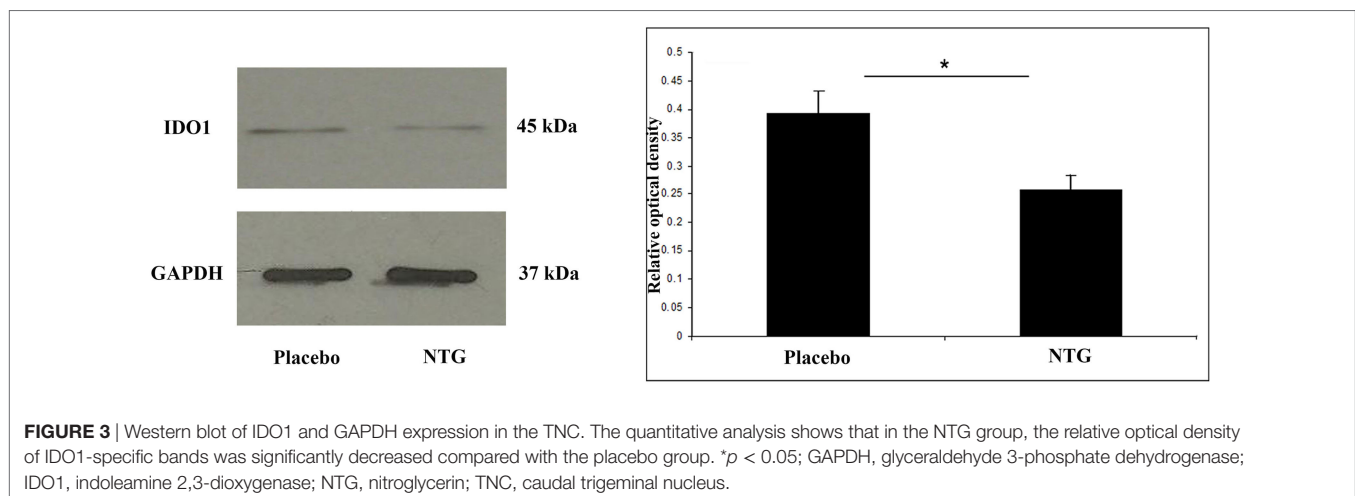 IDO1
45 kDa
GAPDH
37 kDa
Placebo NTG
0.5
0.45
0.4
0.35
0.3
0.25
0.2
0.15
0.1
0.05
0
Relative optical density
*
Placebo NTG
FIGURE 3 | Western blot of IDO1 and GAPDH expression in the TNC. The quantitative analysis shows that in the NTG group, the relative optical density
of IDO1-specific bands was significantly decreased compared with the placebo group. *p < 0.05; GAPDH, glyceraldehyde 3-phosphate dehydrogenase;
IDO1, indoleamine 2,3-dioxygenase; NTG, nitroglycerin; TNC, caudal trigeminal nucleus.